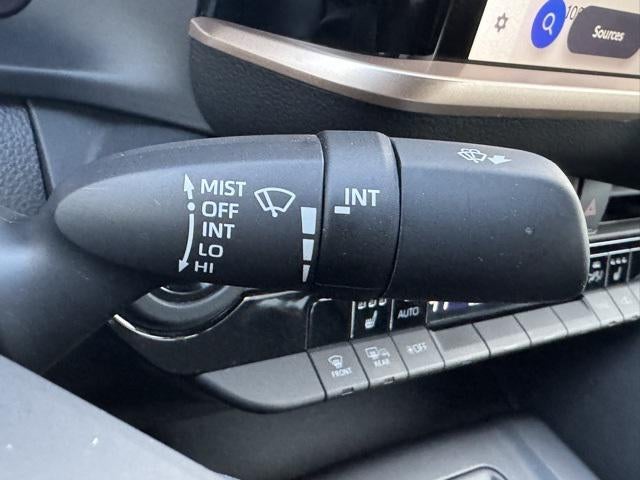 Sources
MIST
OFF
INT
LO
HI
INT
AUTO
FRONT
REAR
OFF